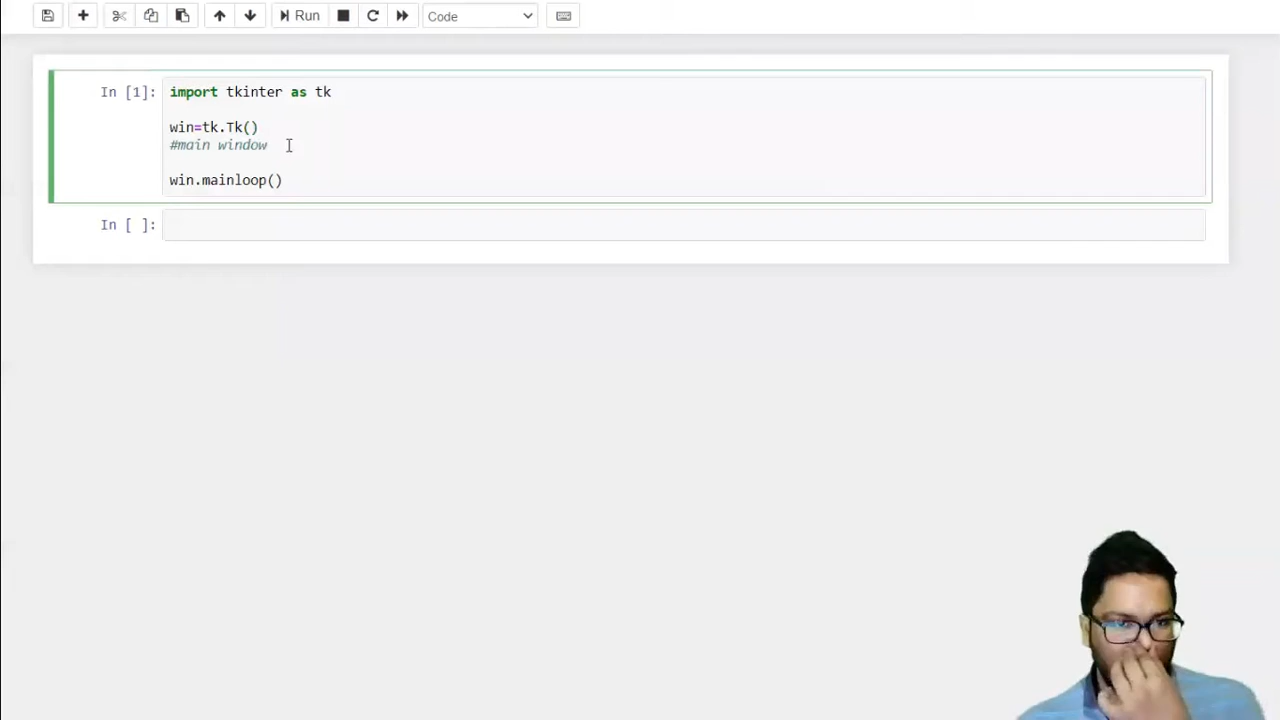 Run Code
In [1]: import tkinter as tk
win=tk.Tk()
#main window
win.mainloop()
In [ ]: